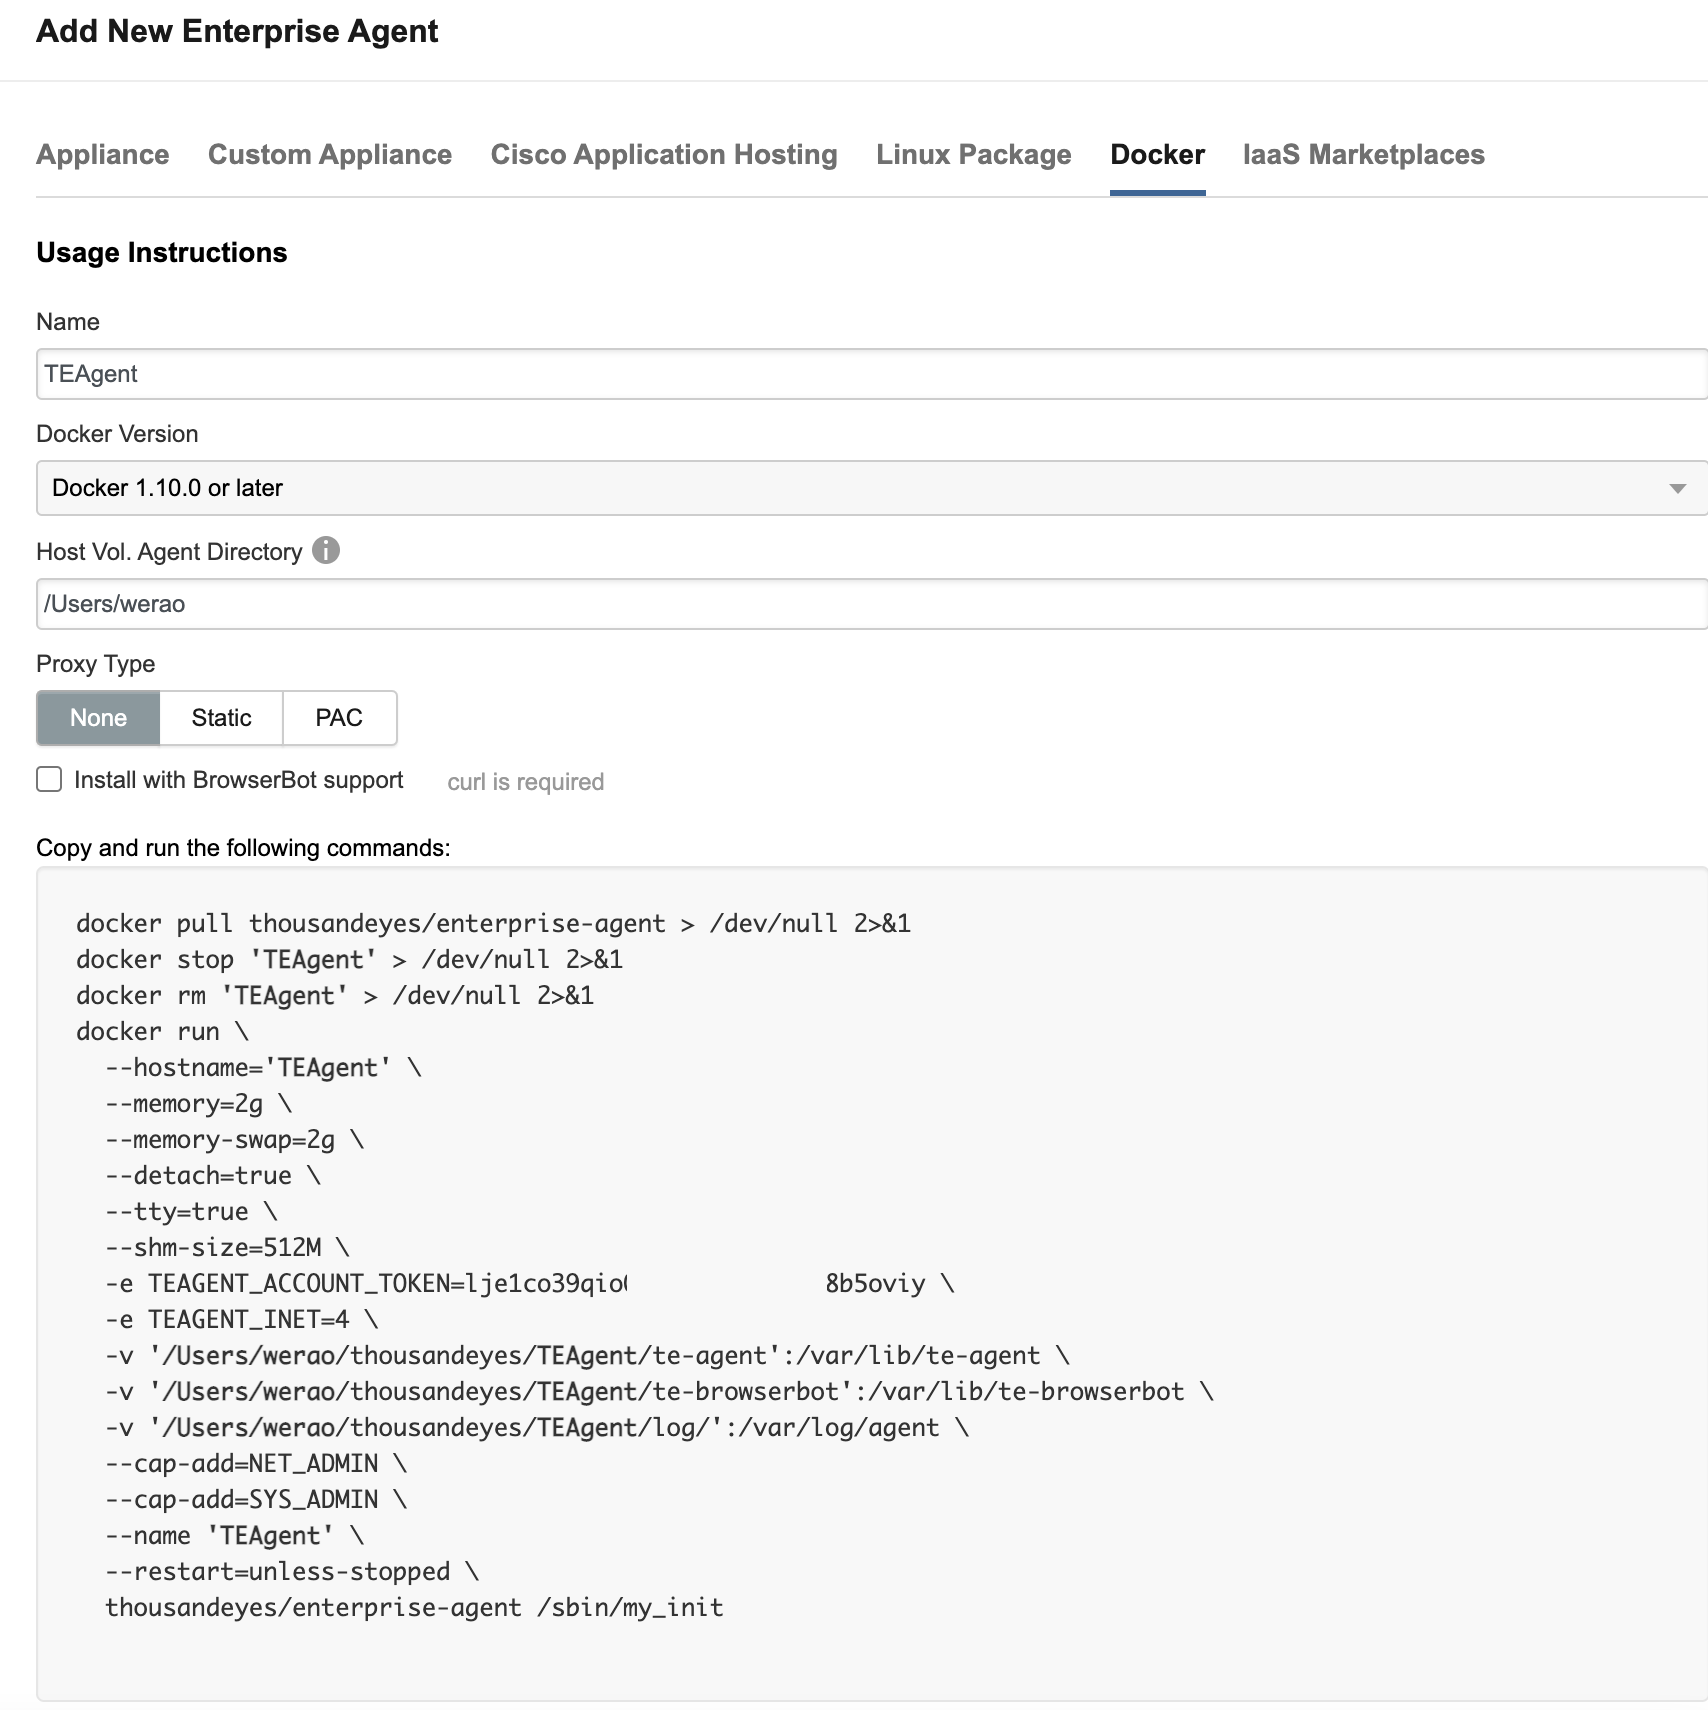 Add New Enterprise Agent
Appliance Custom Appliance Cisco Application Hosting Linux Package Docker IaaS Marketplaces
Usage Instructions
Name
TEAgent
Docker Version
Docker 1.10.0 or later
Host Vol. Agent Directory i
/Users/werao
Proxy Type
None Static PAC
Install with BrowserBot support curl is required
Copy and run the following commands:
docker pull thousandeyes/enterprise-agent > /dev/null 2>&1
docker stop 'TEAgent' > /dev/null 2>&1
docker rm 'TEAgent' > /dev/null 2>&1
docker run \
--hostname='TEAgent' \
--memory=2g \
--memory-swap=2g \
--detach=true \
--tty=true \
--shm-size=512M \
-e TEAGENT_ACCOUNT_TOKEN=lje1co39qio 8b5oviy \
-e TEAGENT_INET=4 \
-v '/Users/werao/thousandeyes/TEAgent/te-agent':/var/lib/te-agent \
-v '/Users/werao/thousandeyes/TEAgent/te-browserbot':/var/lib/te-browserbot \
-v '/Users/werao/thousandeyes/TEAgent/log/':/var/log/agent \
--cap-add=NET_ADMIN \
--cap-add=SYS_ADMIN \
--name 'TEAgent' \
--restart=unless-stopped \
thousandeyes/enterprise-agent /sbin/my_init